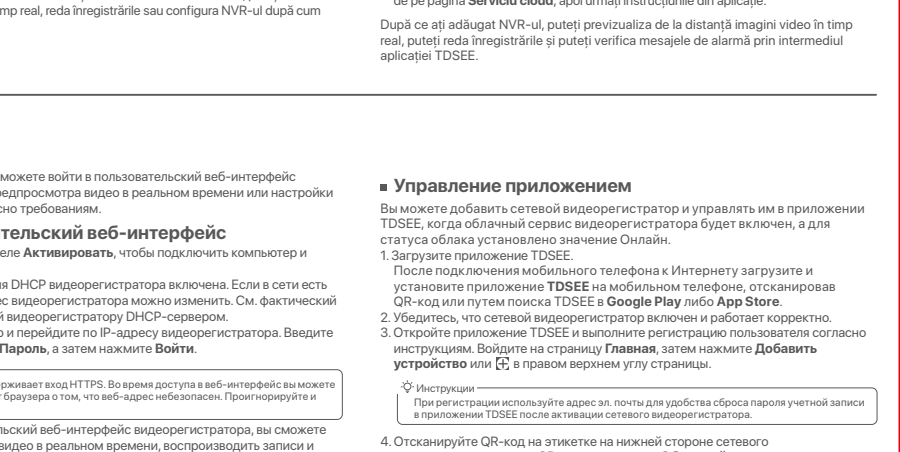 mp real, reda înregistrările sau configura NVR-ul după cum
de pe pagina Serviciu cloud, apoi urmați instrucțiunile din aplicație.
După ce ați adăugat NVR-ul, puteți previzualiza de la distanță imagini video în timp
real, puteți reda înregistrările și puteți verifica mesajele de alarmă prin intermediul
aplicației TDSEE.
можете войти в пользовательский веб-интерфейс
едпросмотра видео в реальном времени или настройки
сно требованиям.
тельский веб-интерфейс
еле Активировать, чтобы подключить компьютер и
я DHCP видеорегистратора включена. Если в сети есть
ес видеорегистратора можно изменить. См. фактический
й видеорегистратору DHCP-сервером.
р и перейдите по IP-адресу видеорегистратора. Введите
Пароль, а затем нажмите Войти.
рживает вход HTTPS. Во время доступа в веб-интерфейс вы можете
т браузера о том, что веб-адрес небезопасен. Проигнорируйте и
льский веб-интерфейс видеорегистратора, вы сможете
видео в реальном времени, воспроизводить записи и
Управление приложением
Вы можете добавить сетевой видеорегистратор и управлять им в приложении
TDSEE, когда облачный сервис видеорегистратора будет включен, а для
статуса облака установлено значение Онлайн.
1. Загрузите приложение TDSEE.
После подключения мобильного телефона к Интернету загрузите и
установите приложение TDSEE на мобильном телефоне, отсканировав
QR-код или путем поиска TDSEE в Google Play либо App Store.
2. Убедитесь, что сетевой видеорегистратор включен и работает корректно.
3. Откройте приложение TDSEE и выполните регистрацию пользователя согласно
инструкциям. Войдите на страницу Главная, затем нажмите Добавить
устройство или в правом верхнем углу страницы.
Инструкции
При регистрации используйте адрес эл. почты для удобства сброса пароля учетной записи
в приложении TDSEE после активации сетевого видеорегистратора.
4. Отсканируйте QR-код на этикетке на нижней стороне сетевого